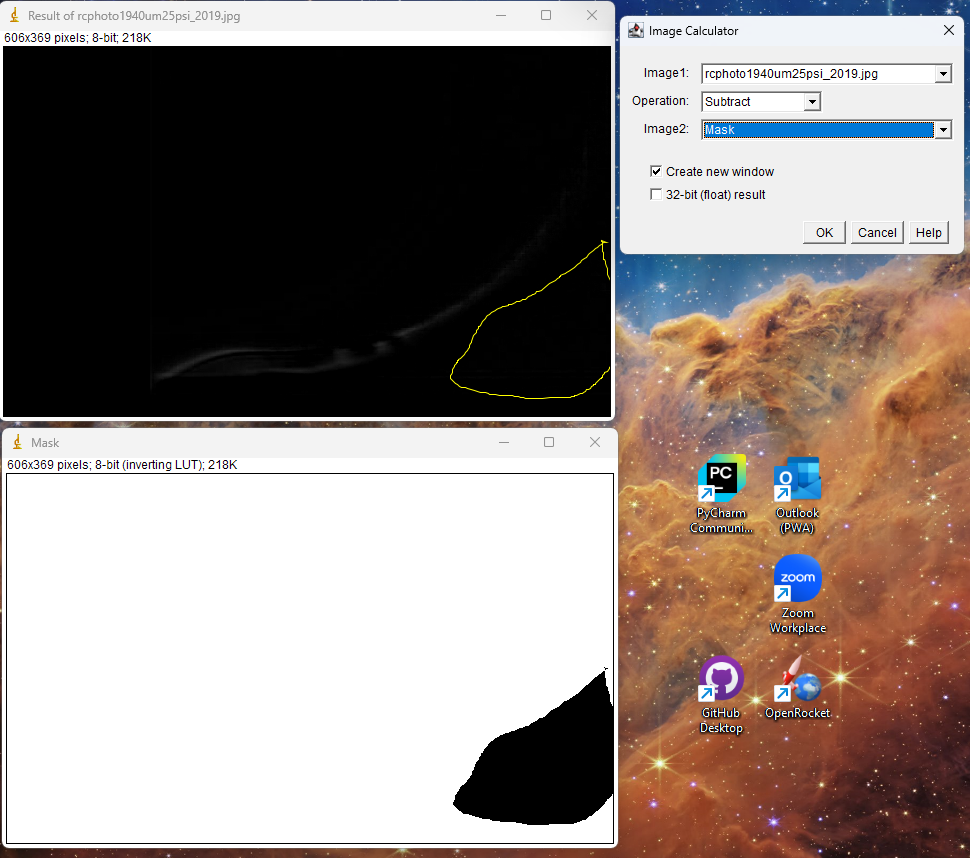 Result of rcphoto1940um25psi_2019.jpg
606x369 pixels; 8-bit; 218K
Image Calculator
Image1: rcphoto1940um25psi_2019.jpg
Operation: Subtract
Image2: Mask
Create new window
32-bit (float) result
OK Cancel Help
Mask
606x369 pixels; 8-bit (inverting LUT); 218K
PC
PyCharm
Communi...
O
Outlook
(PWA)
zoom
Zoom
Workplace
GitHub
Desktop
OpenRocket